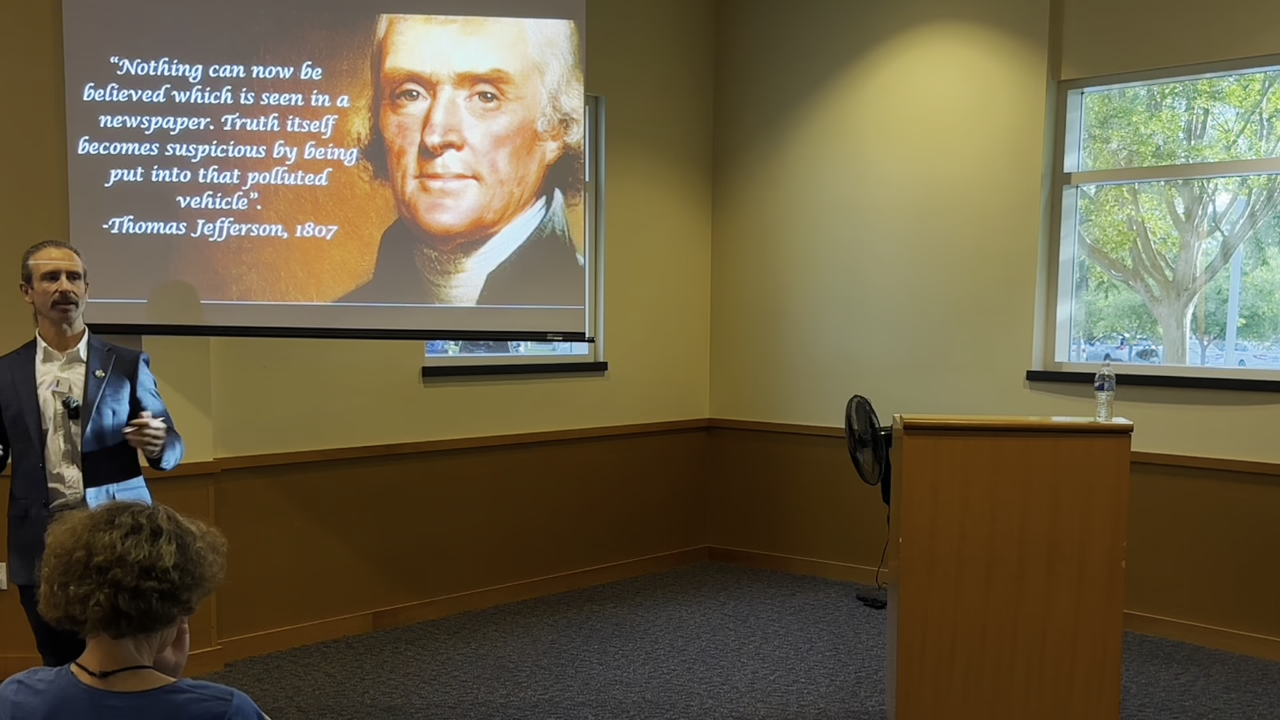 “Nothing can now be
believed which is seen in a
newspaper. Truth itself
becomes suspicious by being
put into that polluted
vehicle”.
-Thomas Jefferson, 1807